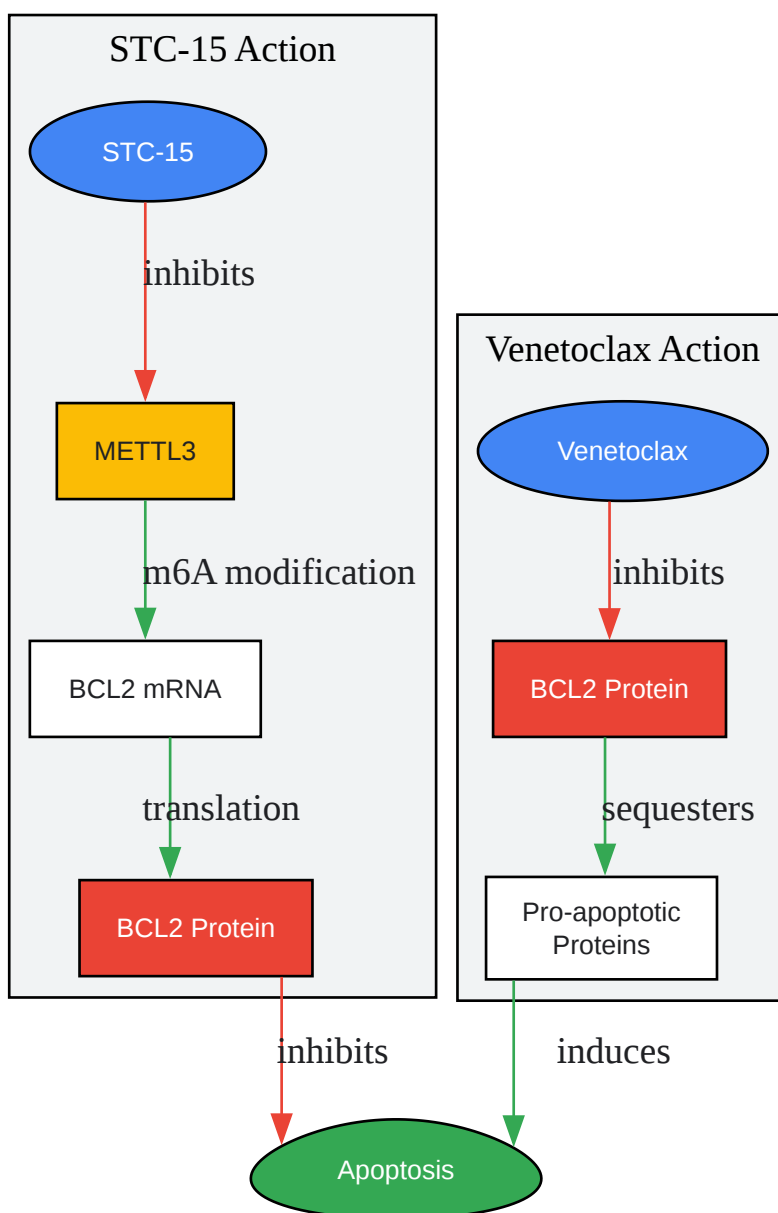 STC-15 Action
STC-15
inhibits
METTL3
m6A modification
BCL2 mRNA
translation
BCL2 Protein
inhibits
Venetoclax Action
Venetoclax
inhibits
BCL2 Protein
sequesters
Pro-apoptotic
Proteins
induces
Apoptosis